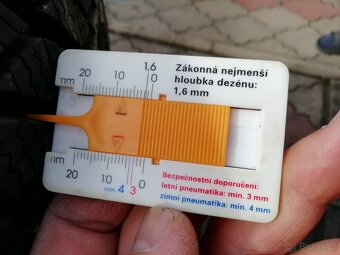 mm 20 10 1,6
0
Zákonná nejmenší
hloubka dezénu:
1,6 mm
mm 20 10 0
min. 4 3
Bezpečnostní doporučení:
letní pneumatika: min. 3 mm
zimní pneumatika: min. 4 mm